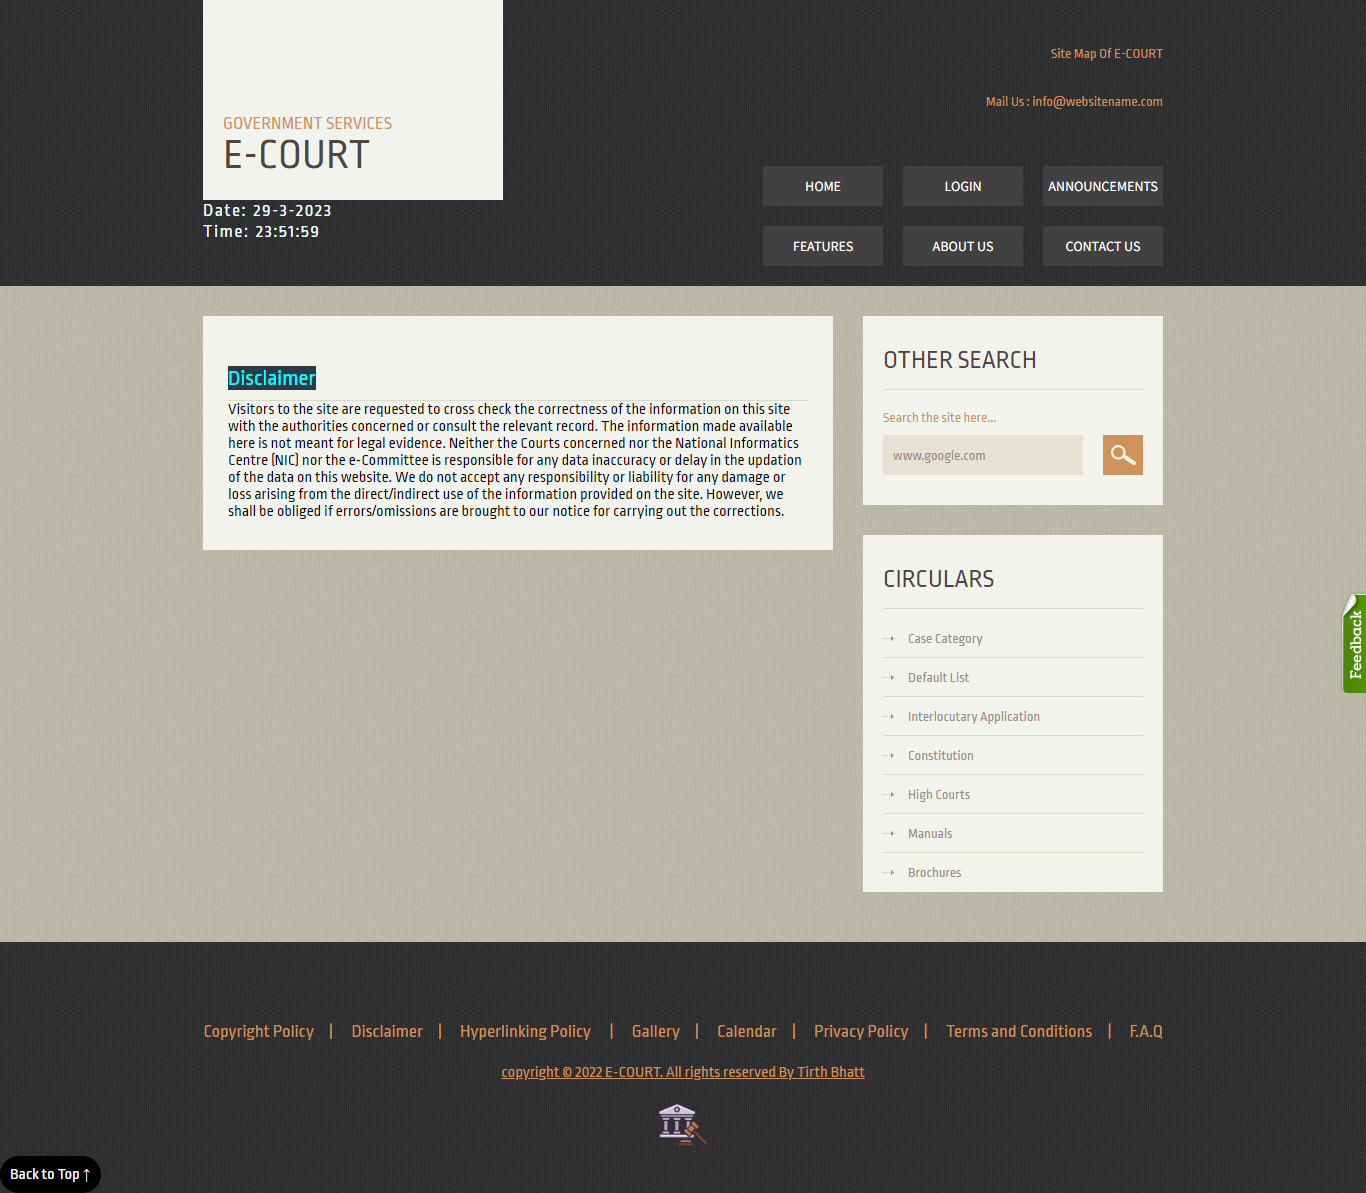 Site Map Of E-COURT
Mail Us : info@websitename.com
GOVERNMENT SERVICES
E-COURT
Date: 29-3-2023
Time: 23:51:59
HOME LOGIN ANNOUNCEMENTS
FEATURES ABOUT US CONTACT US
Disclaimer
Visitors to the site are requested to cross check the correctness of the information on this site
with the authorities concerned or consult the relevant record. The information made available
here is not meant for legal evidence. Neither the Courts concerned nor the National Informatics
Centre (NIC) nor the e-Committee is responsible for any data inaccuracy or delay in the updation
of the data on this website. We do not accept any responsibility or liability for any damage or
loss arising from the direct/indirect use of the information provided on the site. However, we
shall be obliged if errors/omissions are brought to our notice for carrying out the corrections.
OTHER SEARCH
Search the site here...
www.google.com
CIRCULARS
Case Category
Default List
Interlocutary Application
Constitution
High Courts
Manuals
Brochures
Feedback
Copyright Policy | Disclaimer | Hyperlinking Policy | Gallery | Calendar | Privacy Policy | Terms and Conditions | F.A.Q
copyright © 2022 E-COURT. All rights reserved By Tirth Bhatt
Back to Top ↑